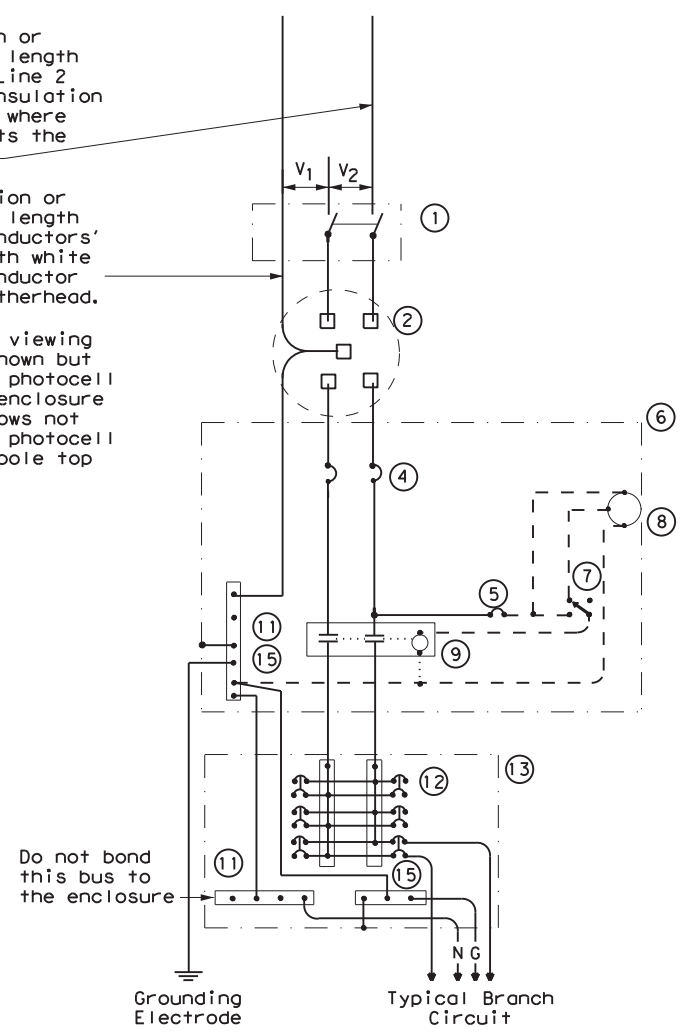 n or
length
Line 2
nsulation
where
ts the
V1
V2
ion or
length
nductors'
th white
nductor
therhead.
viewing
nown but
photocell
enclosure
ows not
photocell
pole top
1
2
4
6
8
7
5
9
11
15
13
12
11
15
Do not bond
this bus to
the enclosure
N G
Grounding
Electrode
Typical Branch
Circuit